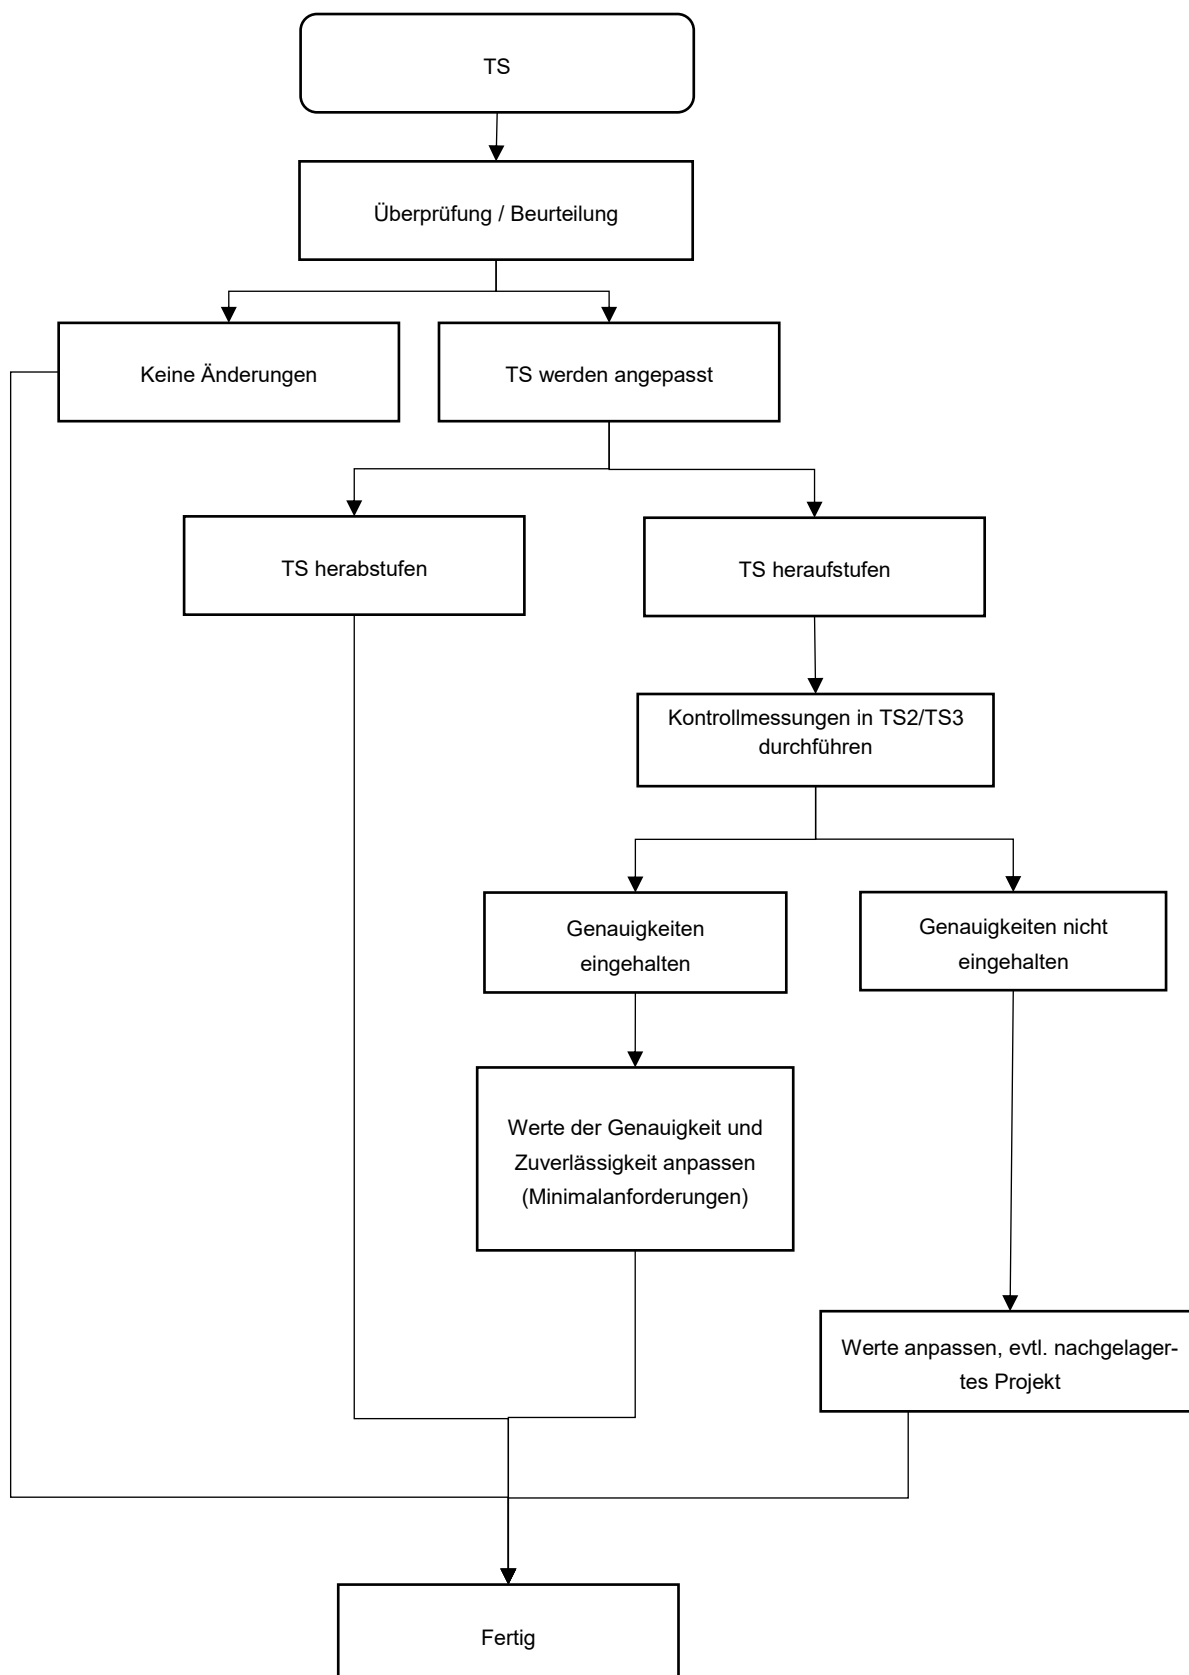 TS
Überprüfung / Beurteilung
Keine Änderungen
TS werden angepasst
TS herabstufen
TS heraufstufen
Kontrollmessungen in TS2/TS3
durchführen
Genauigkeiten
eingehalten
Genauigkeiten nicht
eingehalten
Werte der Genauigkeit und
Zuverlässigkeit anpassen
(Minimalanforderungen)
Werte anpassen, evtl. nachgelager-
tes Projekt
Fertig